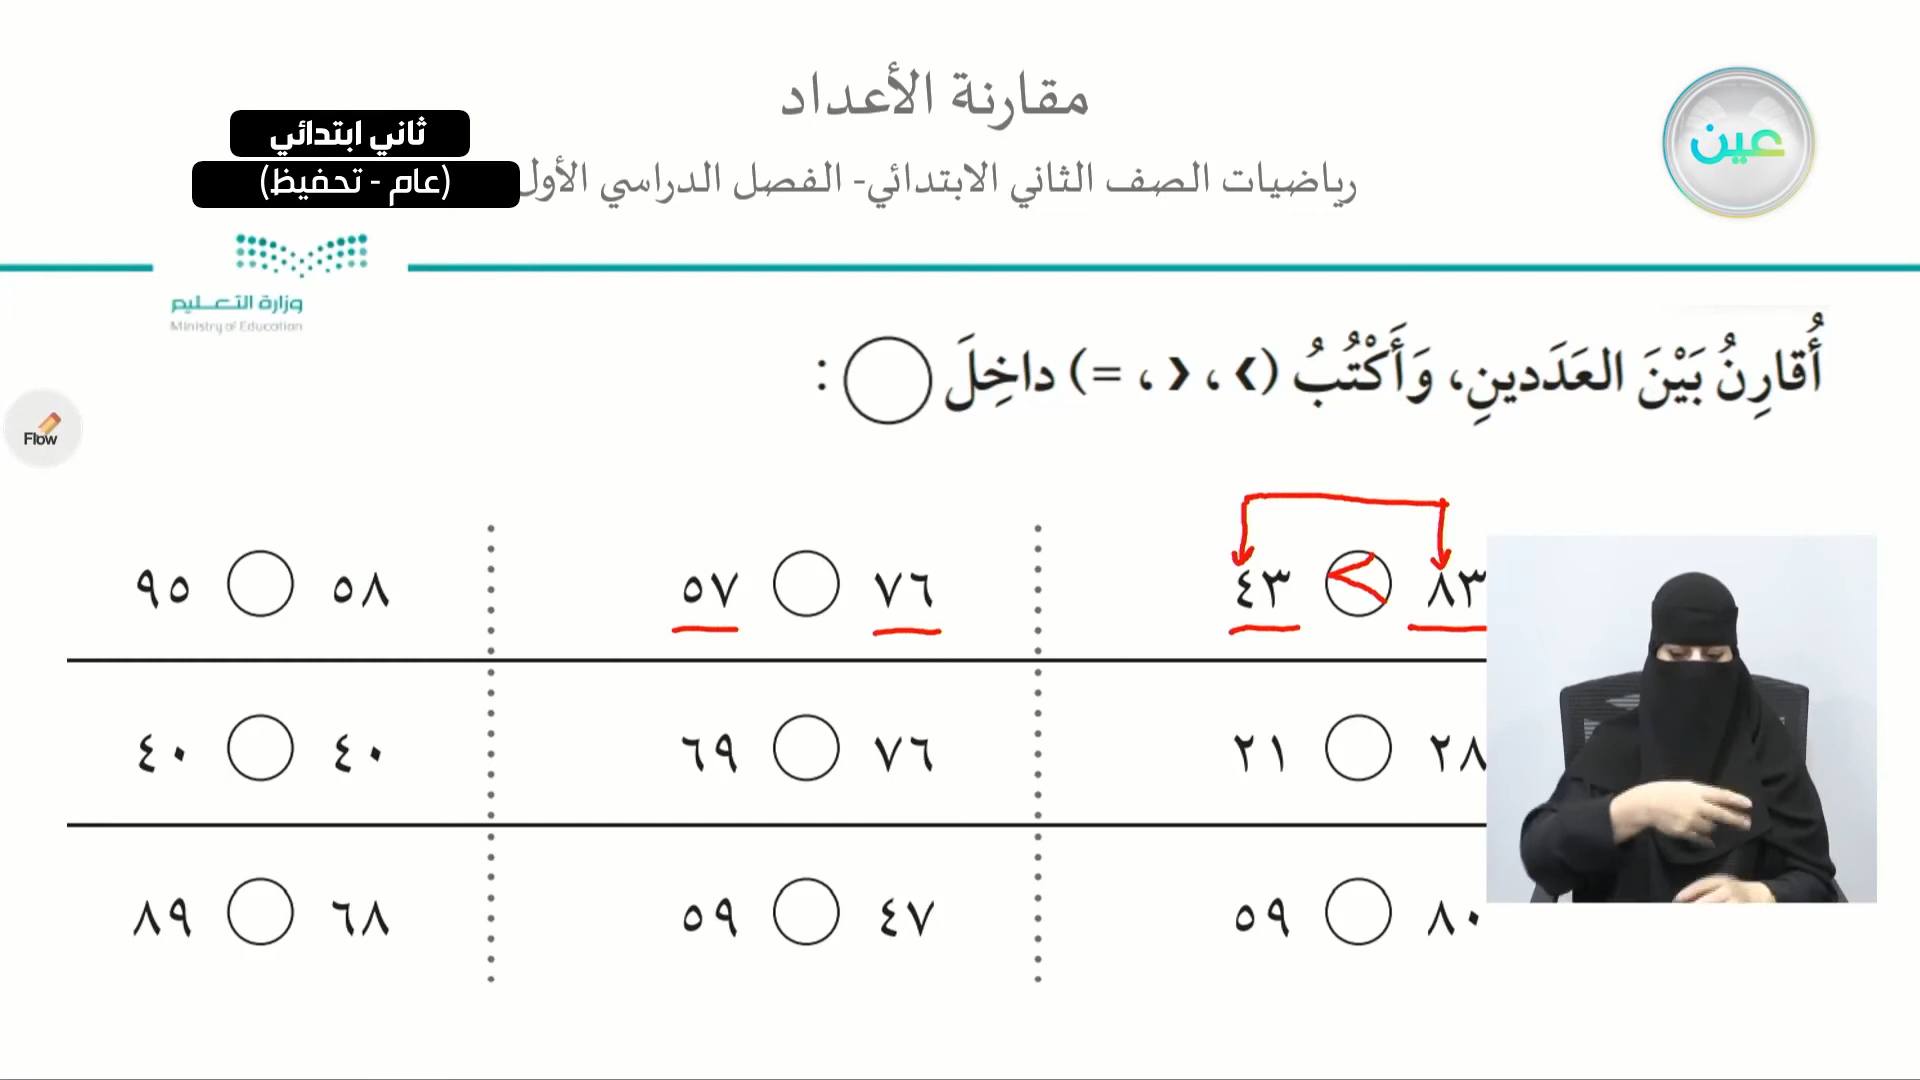 مقارنة الأعداد
عين
ثاني ابتدائي
(عام - تحفيظ)
رياضيات الصف الثاني الابتدائي- الفصل الدراسي الأول
وزارة التعليم
Ministry of Education
أُقارِنُ بَيْنَ العَدَدينِ، وَأَكْتُبُ (>، <، =) داخِلَ ◯ :
Flow
٨٣ < ٤٣
٧٦ ◯ ٥٧
٥٨ ◯ ٩٥
٢٨ ◯ ٢١
٧٦ ◯ ٦٩
٤٠ ◯ ٤٠
٨٠ ◯ ٥٩
٤٧ ◯ ٥٩
٦٨ ◯ ٨٩